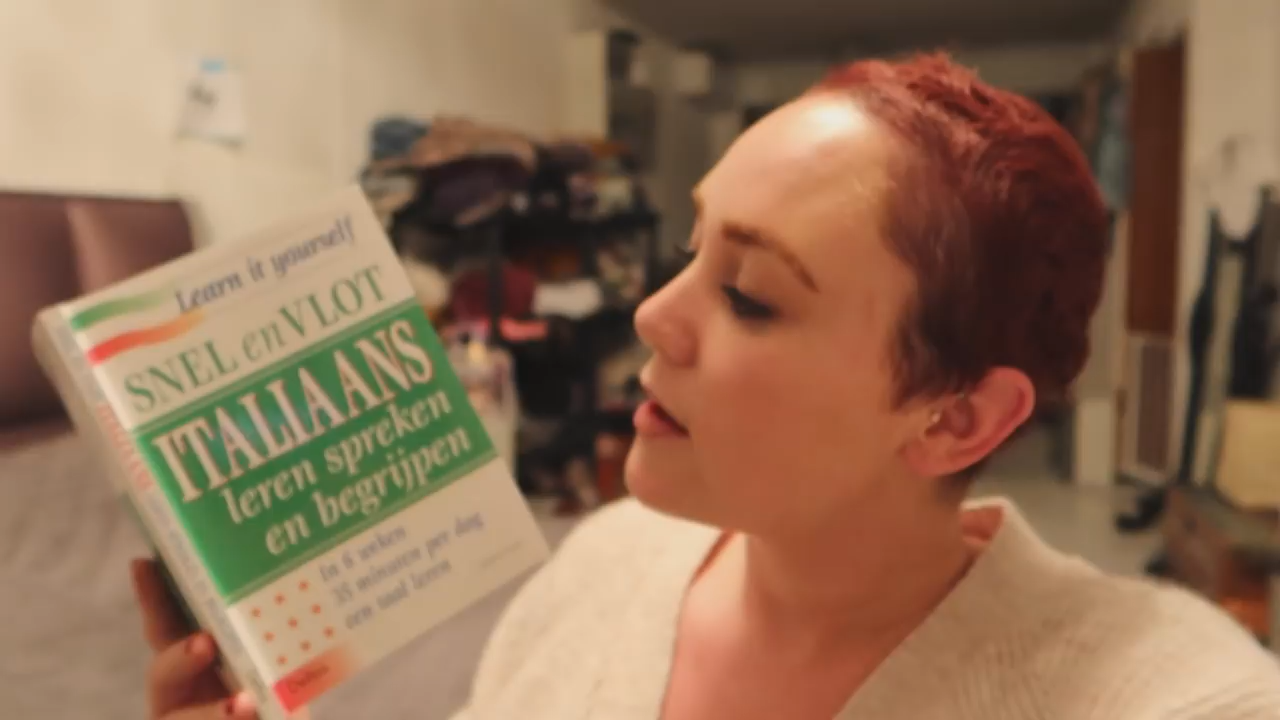 Learn it yourself
SNEL en VLOT
ITALIAANS
leren spreken
en begrijpen
In 6 weken
35 minuten per dag
een taal leren